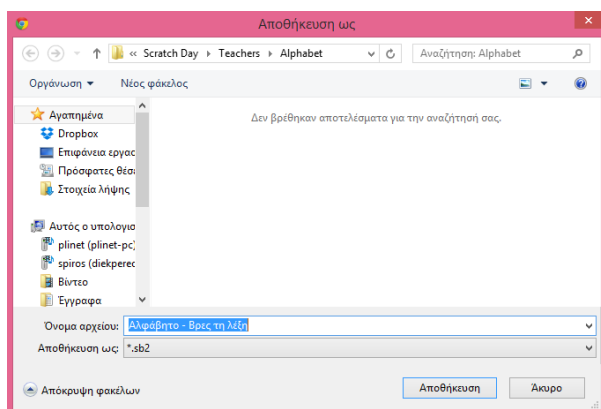 Αποθήκευση ως
« Scratch Day ▸ Teachers ▸ Alphabet
Αναζήτηση: Alphabet
Οργάνωση ▾ Νέος φάκελος
Αγαπημένα
Dropbox
Επιφάνεια εργας
Πρόσφατες θέσε
Στοιχεία λήψης
Αυτός ο υπολογισ
plinet (plinet-pc)
spiros (diekperec
Βίντεο
Έγγραφα
Δεν βρέθηκαν αποτελέσματα για την αναζήτησή σας.
Όνομα αρχείου: Αλφάβητο - Βρες τη λέξη
Αποθήκευση ως: *.sb2
Απόκρυψη φακέλων
Αποθήκευση
Άκυρο